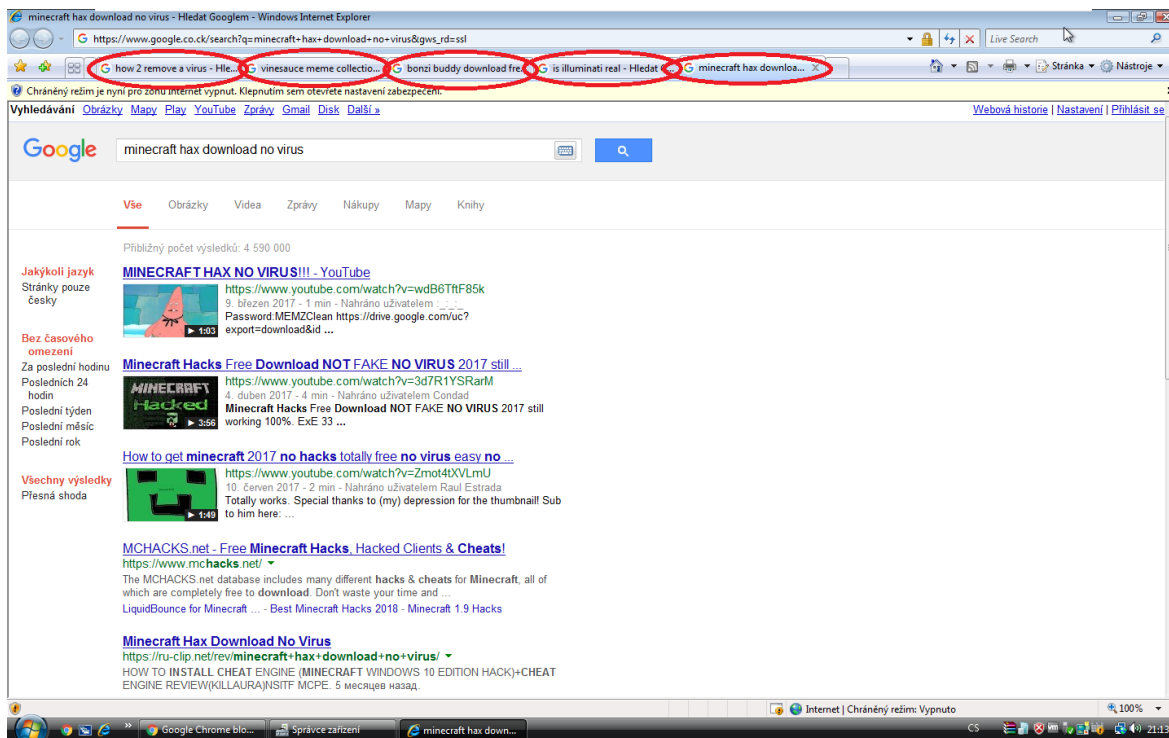 minecraft hax download no virus - Hledat Googlem - Windows Internet Explorer
https://www.google.co.ck/search?q=minecraft+hax+download+no+virus&gws_rd=ssl
Live Search
how 2 remove a virus - Hle...
vinesauce meme collectio...
bonzi buddy download fre
is illuminati real - Hledat
minecraft hax downloa...
Stránka
Nástroje
Chráněný režim je nyní pro zónu Internet vypnut. Klepnutím sem otevřete nastavení zabezpečení.
Vyhledávání Obrázky Mapy Play YouTube Zprávy Gmail Disk Další »
Webová historie | Nastavení | Přihlásit se
Google
minecraft hax download no virus
Vše Obrázky Videa Zprávy Nákupy Mapy Knihy
Přibližný počet výsledků: 4 590 000
Jakýkoli jazyk
Stránky pouze
česky
Bez časového
omezení
Za poslední hodinu
Posledních 24
hodin
Poslední týden
Poslední měsíc
Poslední rok
Všechny výsledky
Přesná shoda
MINECRAFT HAX NO VIRUS!!! - YouTube
https://www.youtube.com/watch?v=wdB6TftF85k
9. březen 2017 - 1 min - Nahráno uživatelem :_:_:_
Password:MEMZClean https://drive.google.com/uc?
export=download&id ...
1:03
Minecraft Hacks Free Download NOT FAKE NO VIRUS 2017 still ...
https://www.youtube.com/watch?v=3d7R1YSRarM
4. duben 2017 - 4 min - Nahráno uživatelem Condad
Minecraft Hacks Free Download NOT FAKE NO VIRUS 2017 still
working 100%. ExE 33 ...
MINECRAFT
Hacked
3:56
How to get minecraft 2017 no hacks totally free no virus easy no ...
https://www.youtube.com/watch?v=Zmot4tXVLmU
10. červen 2017 - 2 min - Nahráno uživatelem Raul Estrada
Totally works. Special thanks to (my) depression for the thumbnail! Sub
to him here: ...
1:49
MCHACKS.net - Free Minecraft Hacks, Hacked Clients & Cheats!
https://www.mchacks.net/
The MCHACKS.net database includes many different hacks & cheats for Minecraft, all of
which are completely free to download. Don't waste your time and ...
LiquidBounce for Minecraft ... - Best Minecraft Hacks 2018 - Minecraft 1.9 Hacks
Minecraft Hax Download No Virus
https://ru-clip.net/rev/minecraft+hax+download+no+virus/
HOW TO INSTALL CHEAT ENGINE (MINECRAFT WINDOWS 10 EDITION HACK)+CHEAT
ENGINE REVIEW(KILLAURA)NSITF MCPE. 5 месяцев назад.
Internet | Chráněný režim: Vypnuto
100%
Google Chrome blo...
Správce zařízení
minecraft hax down...
CS
21:13